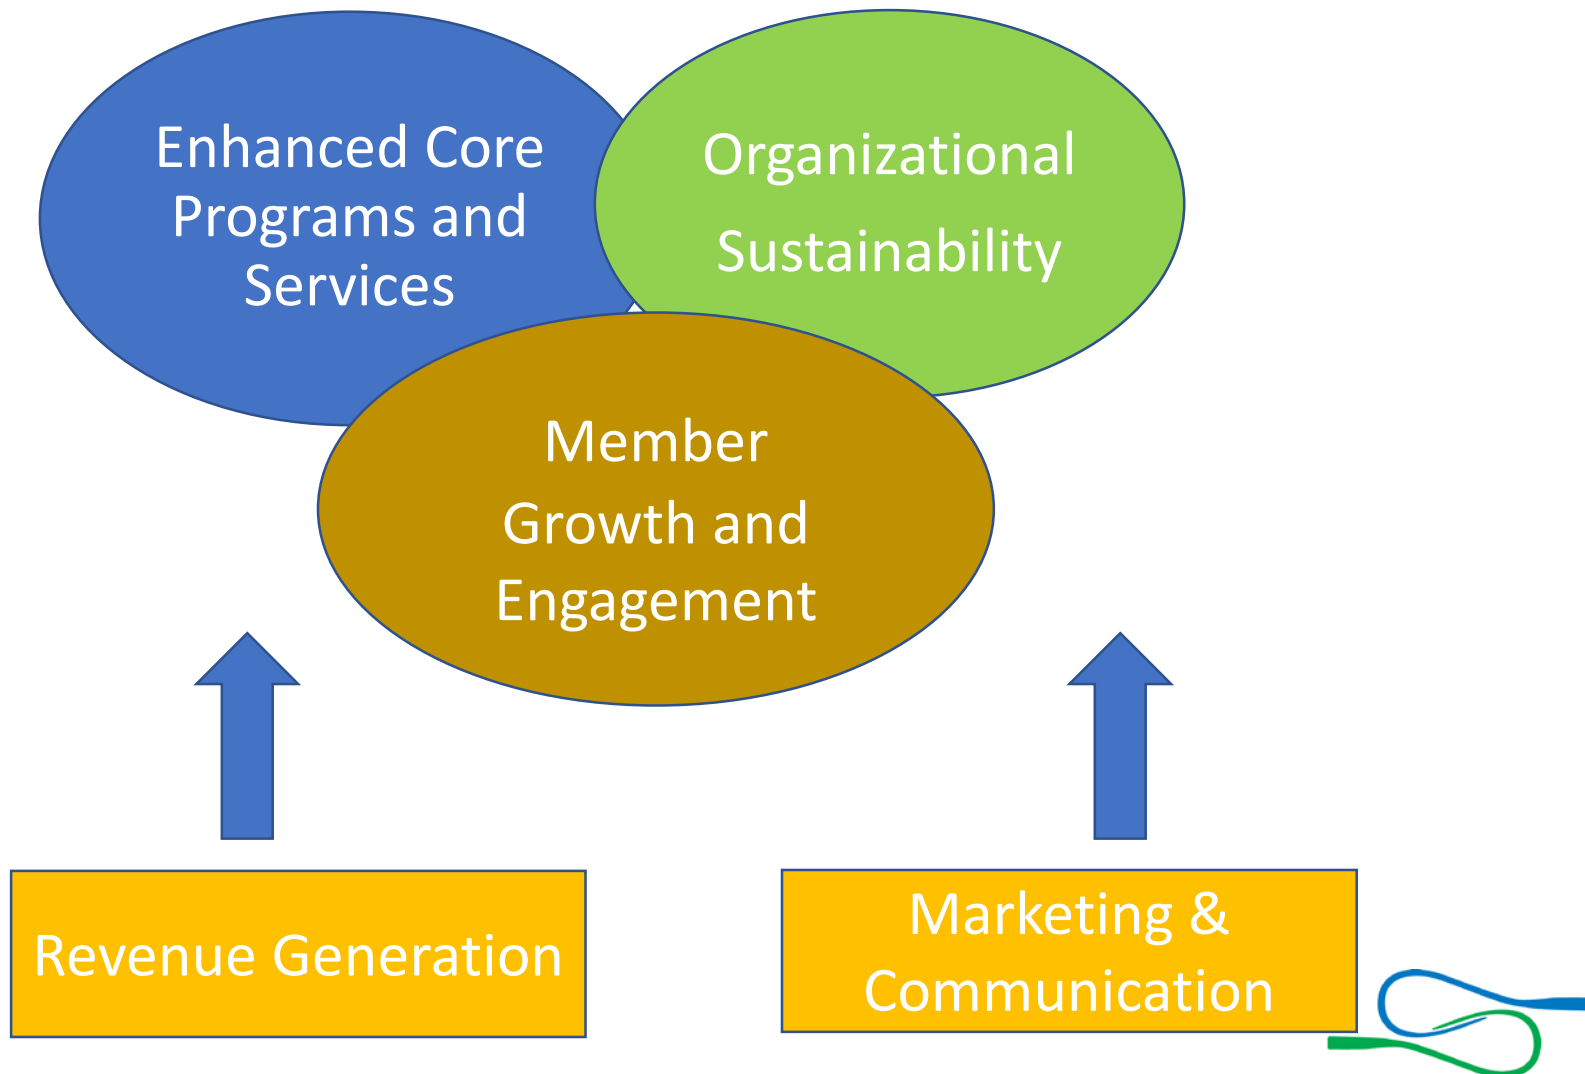 Enhanced Core
Programs and
Services
Organizational
Sustainability
Member
Growth and
Engagement
Revenue Generation
Marketing &
Communication